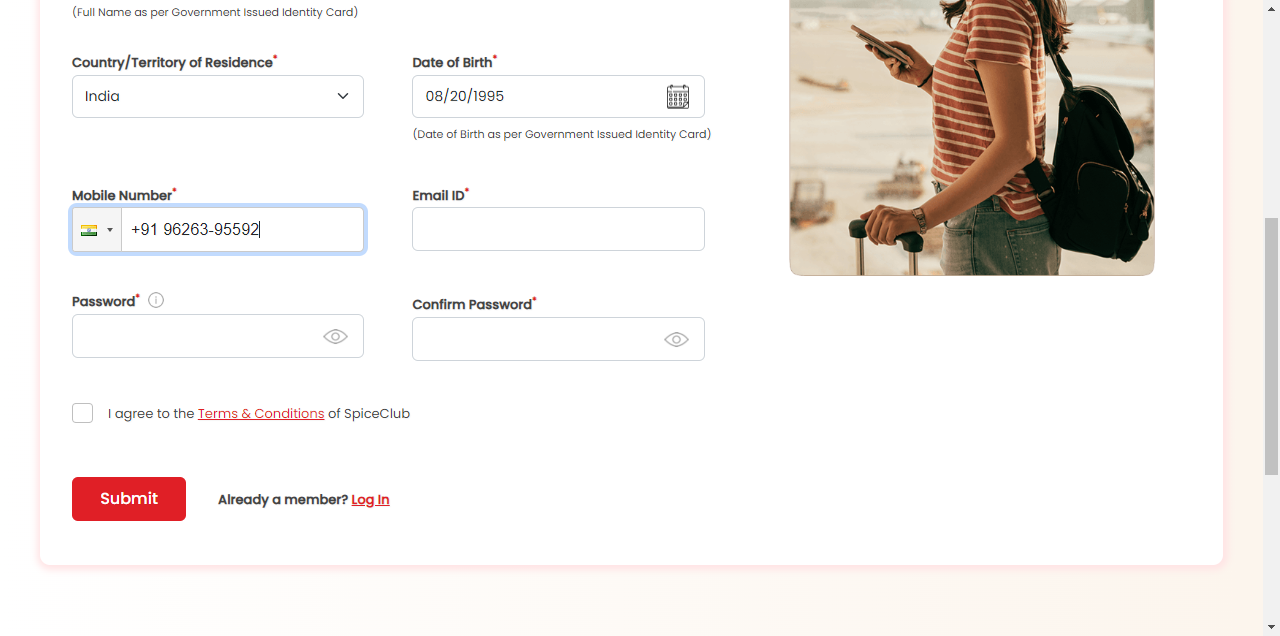 (Full Name as per Government Issued Identity Card)
Country/Territory of Residence* Date of Birth*
India 08/20/1995
(Date of Birth as per Government Issued Identity Card)
Mobile Number* Email ID*
+91 96263-95592
Password* Confirm Password*
I agree to the Terms & Conditions of SpiceClub
Submit Already a member? Log In